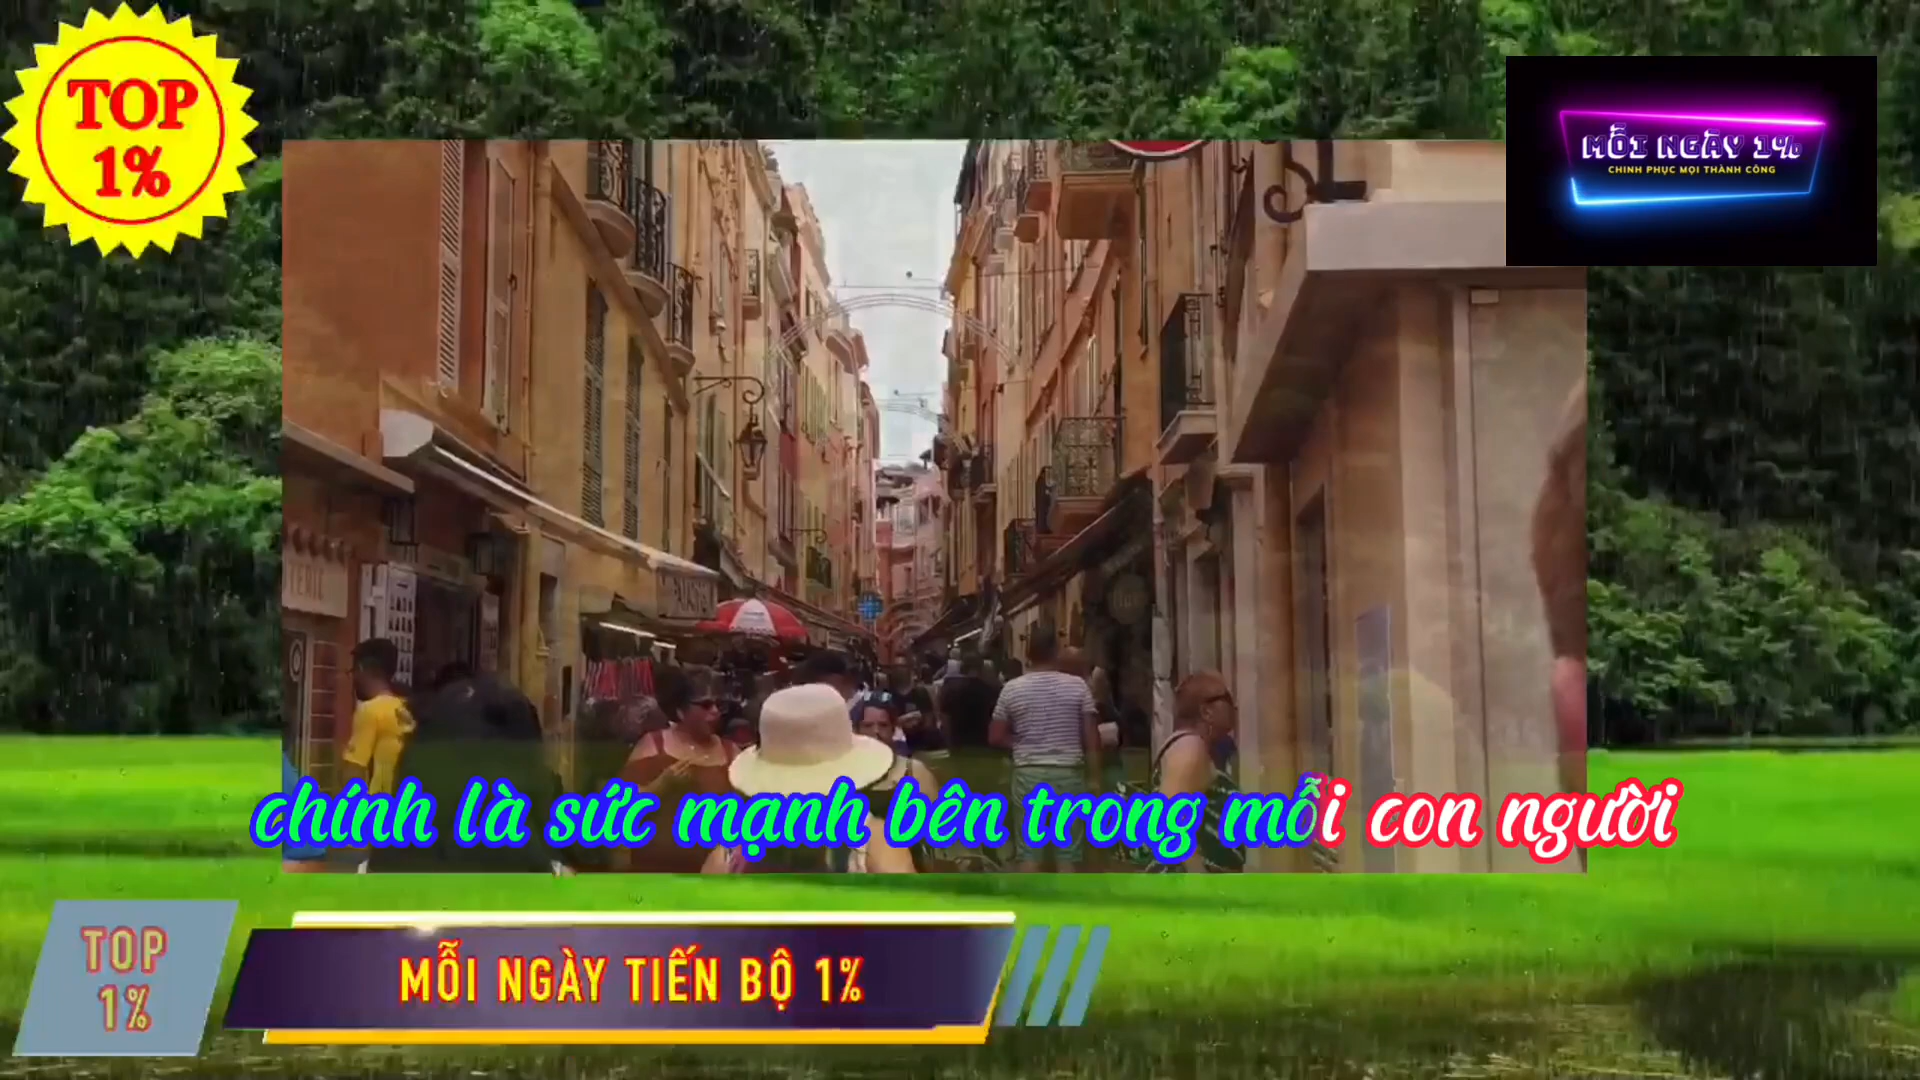 TOP
1%
MỖI NGÀY 1%
CHINH PHỤC MỌI THÀNH CÔNG
chính là sức mạnh bên trong mỗi con người
TOP
1%
MỖI NGÀY TIẾN BỘ 1%